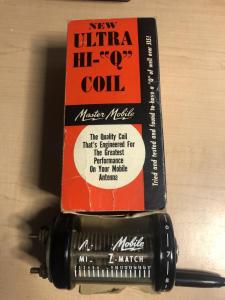 NEW
ULTRA
HI-"Q"
COIL
Master Mobile
The Quality Coil
That's Engineered For
The Greatest
Performance
On Your Mobile
Antenna
Tried and tested and found to have a "Q" of well over 515!
Mobile
Z-MATCH